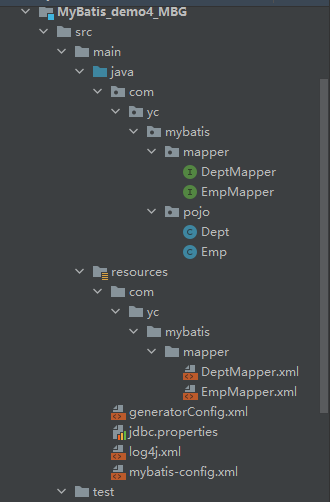 MyBatis_demo4_MBG
src
main
java
com
yc
mybatis
mapper
DeptMapper
EmpMapper
pojo
Dept
Emp
resources
com
yc
mybatis
mapper
DeptMapper.xml
EmpMapper.xml
generatorConfig.xml
jdbc.properties
log4j.xml
mybatis-config.xml
test